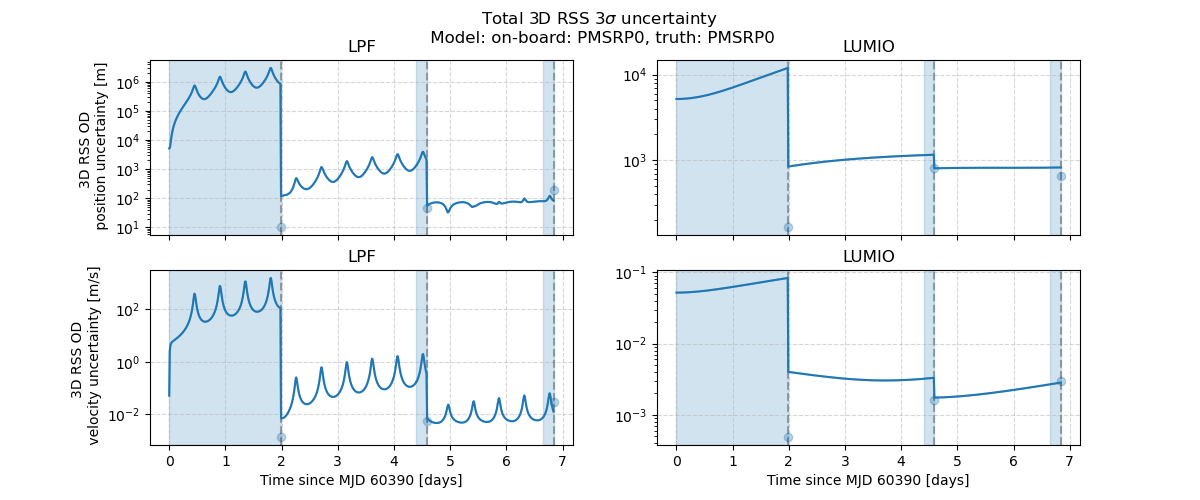 Total 3D RSS 3σ uncertainty
Model: on-board: PMSRP0, truth: PMSRP0
LPF
LUMIO
3D RSS OD
position uncertainty [m]
10^6
10^5
10^4
10^3
10^2
10^1
10^4
10^3
LPF
LUMIO
3D RSS OD
velocity uncertainty [m/s]
10^2
10^0
10^−2
10^−1
10^−2
10^−3
0 1 2 3 4 5 6 7
0 1 2 3 4 5 6 7
Time since MJD 60390 [days]
Time since MJD 60390 [days]